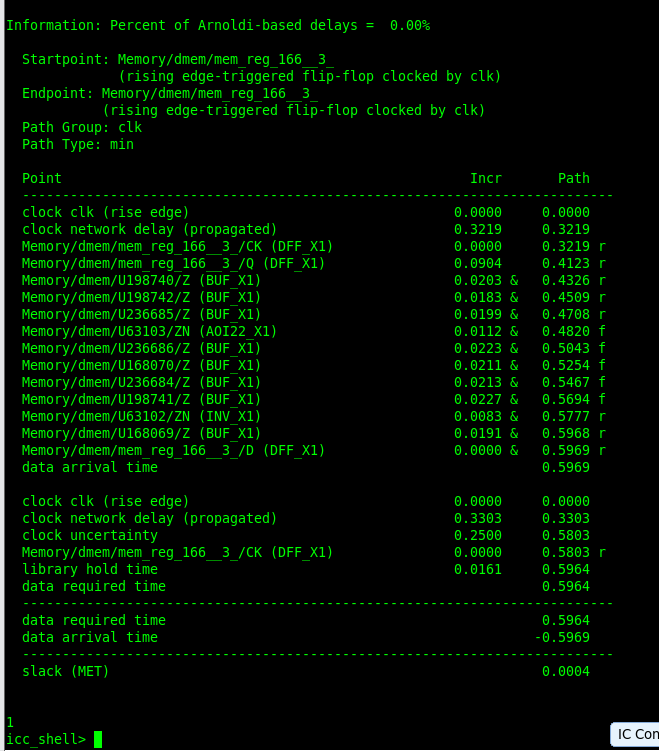 Information: Percent of Arnoldi-based delays =  0.00%
Startpoint: Memory/dmem/mem_reg_166__3_
(rising edge-triggered flip-flop clocked by clk)
Endpoint: Memory/dmem/mem_reg_166__3_
(rising edge-triggered flip-flop clocked by clk)
Path Group: clk
Path Type: min
Point Incr Path
---------------------------------------------------------------------------
clock clk (rise edge) 0.0000 0.0000
clock network delay (propagated) 0.3219 0.3219
Memory/dmem/mem_reg_166__3_/CK (DFF_X1) 0.0000 0.3219 r
Memory/dmem/mem_reg_166__3_/Q (DFF_X1) 0.0904 0.4123 r
Memory/dmem/U198740/Z (BUF_X1) 0.0203 & 0.4326 r
Memory/dmem/U198742/Z (BUF_X1) 0.0183 & 0.4509 r
Memory/dmem/U236685/Z (BUF_X1) 0.0199 & 0.4708 r
Memory/dmem/U63103/ZN (AOI22_X1) 0.0112 & 0.4820 f
Memory/dmem/U236686/Z (BUF_X1) 0.0223 & 0.5043 f
Memory/dmem/U168070/Z (BUF_X1) 0.0211 & 0.5254 f
Memory/dmem/U236684/Z (BUF_X1) 0.0213 & 0.5467 f
Memory/dmem/U198741/Z (BUF_X1) 0.0227 & 0.5694 f
Memory/dmem/U63102/ZN (INV_X1) 0.0083 & 0.5777 r
Memory/dmem/U168069/Z (BUF_X1) 0.0191 & 0.5968 r
Memory/dmem/mem_reg_166__3_/D (DFF_X1) 0.0000 & 0.5969 r
data arrival time 0.5969
clock clk (rise edge) 0.0000 0.0000
clock network delay (propagated) 0.3303 0.3303
clock uncertainty 0.2500 0.5803
Memory/dmem/mem_reg_166__3_/CK (DFF_X1) 0.0000 0.5803 r
library hold time 0.0161 0.5964
data required time 0.5964
---------------------------------------------------------------------------
data required time 0.5964
data arrival time -0.5969
---------------------------------------------------------------------------
slack (MET) 0.0004
1
icc_shell>
IC Con